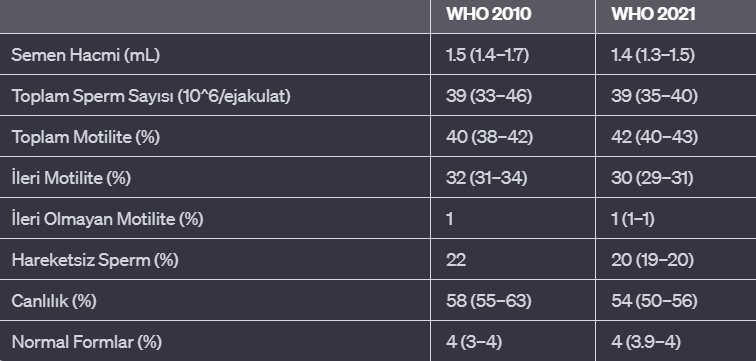 WHO 2010 WHO 2021
Semen Hacmi (mL) 1.5 (1.4–1.7) 1.4 (1.3–1.5)
Toplam Sperm Sayısı (10^6/ejakulat) 39 (33–46) 39 (35–40)
Toplam Motilite (%) 40 (38–42) 42 (40–43)
İleri Motilite (%) 32 (31–34) 30 (29–31)
İleri Olmayan Motilite (%) 1 1 (1–1)
Hareketsiz Sperm (%) 22 20 (19–20)
Canlılık (%) 58 (55–63) 54 (50–56)
Normal Formlar (%) 4 (3–4) 4 (3.9–4)